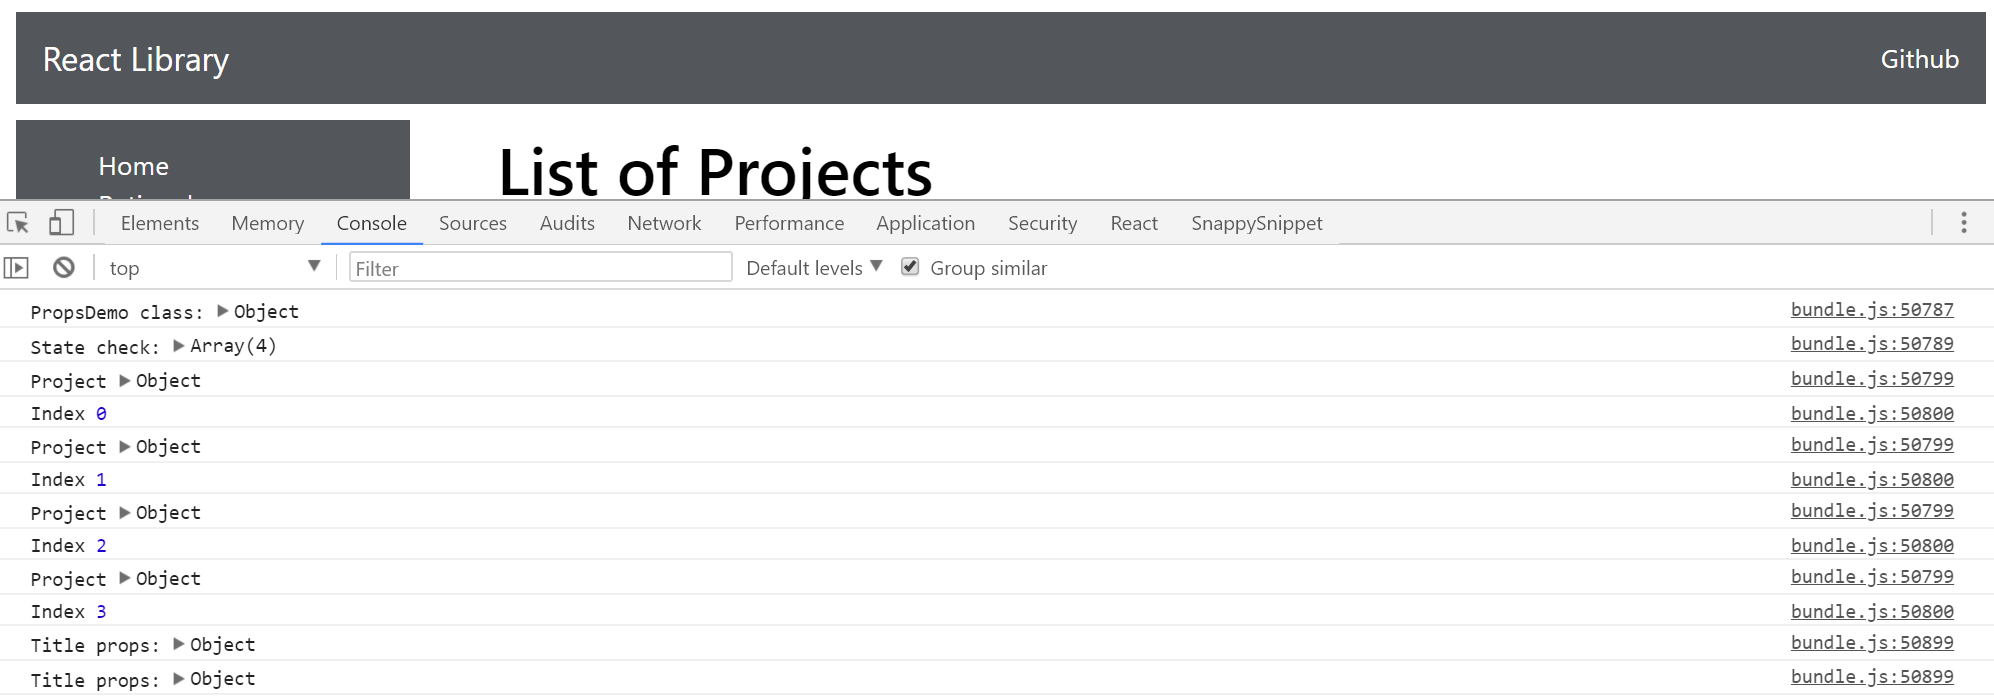 React Library Github
Home
List of Projects
Elements Memory Console Sources Audits Network Performance Application Security React SnappySnippet
top Filter Default levels Group similar
PropsDemo class: Object bundle.js:50787
State check: Array(4) bundle.js:50789
Project Object bundle.js:50799
Index 0 bundle.js:50800
Project Object bundle.js:50799
Index 1 bundle.js:50800
Project Object bundle.js:50799
Index 2 bundle.js:50800
Project Object bundle.js:50799
Index 3 bundle.js:50800
Title props: Object bundle.js:50899
Title props: Object bundle.js:50899